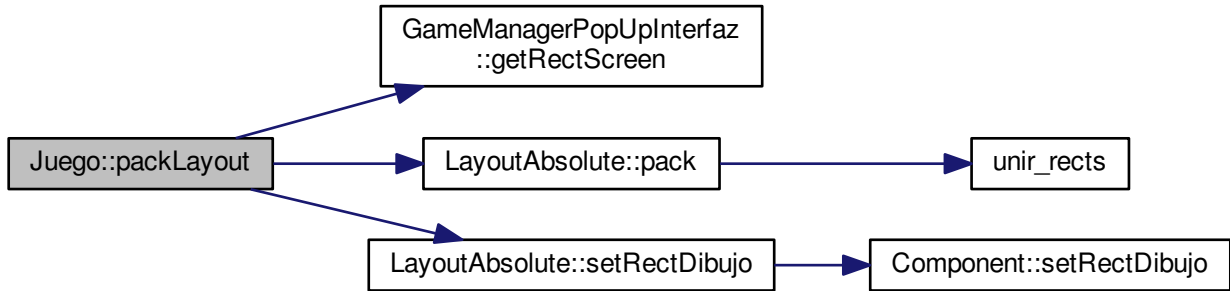 GameManagerPopUpInterfaz
::getRectScreen
Juego::packLayout
LayoutAbsolute::pack
unir_rects
LayoutAbsolute::setRectDibujo
Component::setRectDibujo